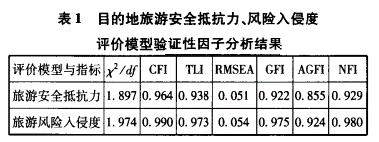 表1 目的地旅游安全抵抗力、风险入侵度
评价模型验证性因子分析结果
评价模型与指标 χ²/df CFI TLI RMSEA GFI AGFI NFI
旅游安全抵抗力 1.897 0.964 0.938 0.051 0.922 0.855 0.929
旅游风险入侵度 1.974 0.990 0.973 0.054 0.975 0.924 0.980